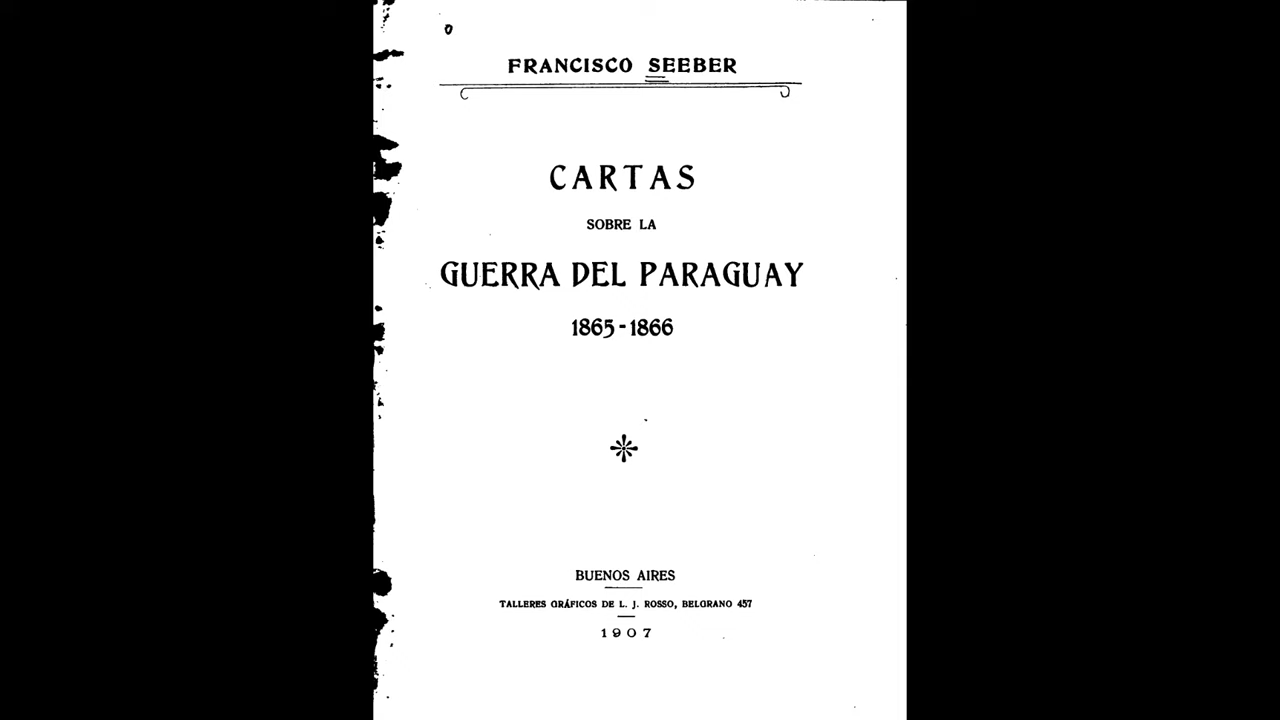 FRANCISCO SEEBER
CARTAS
SOBRE LA
GUERRA DEL PARAGUAY
1865-1866
BUENOS AIRES
TALLERES GRÁFICOS DE L. J. ROSSO, BELGRANO 457
1907